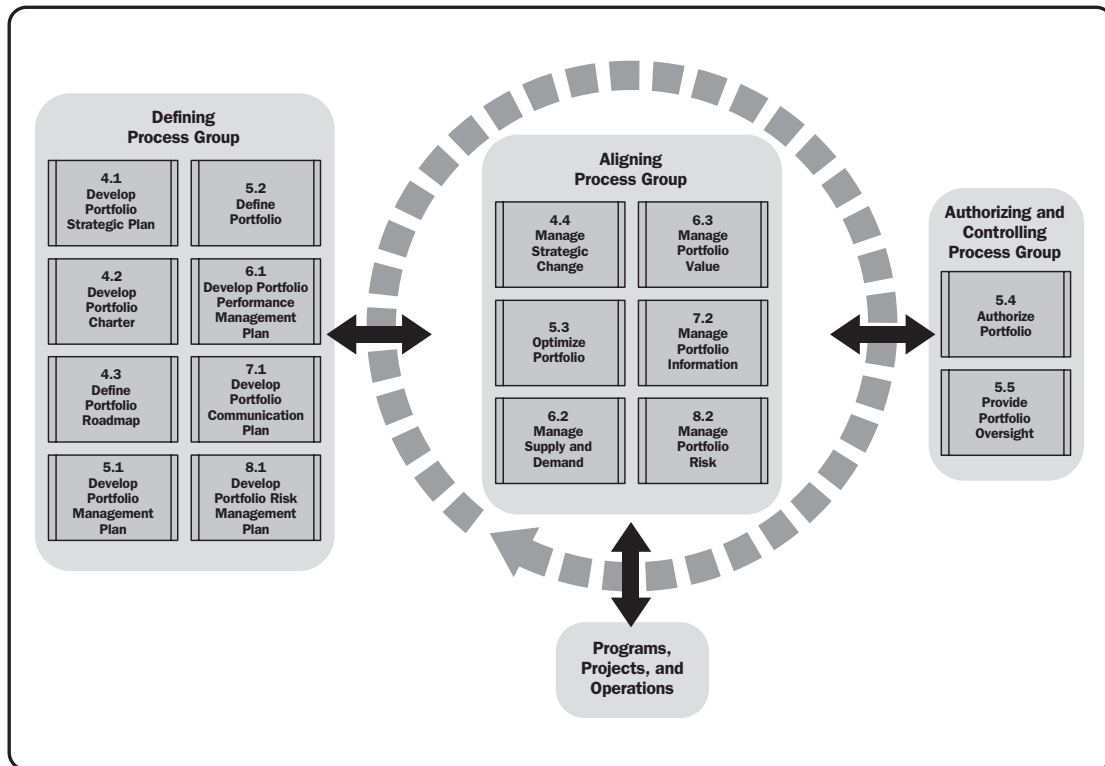 Defining
Process Group
4.1
Develop
Portfolio
Strategic Plan
5.2
Define
Portfolio
4.2
Develop
Portfolio
Charter
6.1
Develop Portfolio
Performance
Management
Plan
4.3
Define
Portfolio
Roadmap
7.1
Develop
Portfolio
Communication
Plan
5.1
Develop
Portfolio
Management
Plan
8.1
Develop
Portfolio Risk
Management
Plan
Aligning
Process Group
4.4
Manage
Strategic
Change
6.3
Manage
Portfolio
Value
5.3
Optimize
Portfolio
7.2
Manage
Portfolio
Information
6.2
Manage
Supply and
Demand
8.2
Manage
Portfolio
Risk
Authorizing and
Controlling
Process Group
5.4
Authorize
Portfolio
5.5
Provide
Portfolio
Oversight
Programs,
Projects, and
Operations